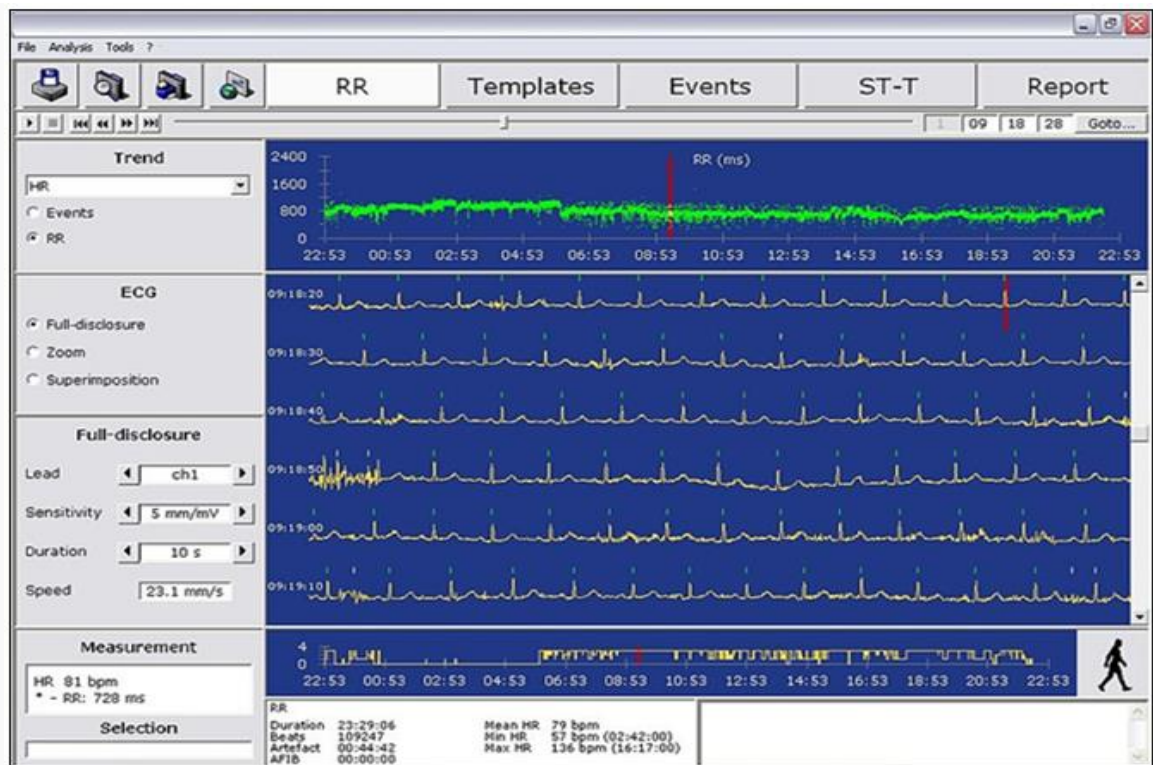 File Analysis Tools ?
RR Templates Events ST-T Report
1 09 18 28 Goto...
Trend
HR
Events
RR
RR (ms)
2400
1600
800
0
22:53 00:53 02:53 04:53 06:53 08:53 10:53 12:53 14:53 16:53 18:53 20:53 22:53
ECG
Full-disclosure
Zoom
Superimposition
09:18:20
09:18:30
09:18:40
09:18:50
09:19:00
09:19:10
Full-disclosure
Lead ch1
Sensitivity 5 mm/mV
Duration 10 s
Speed 23.1 mm/s
Measurement
HR 81 bpm
* - RR: 728 ms
Selection
4
0
22:53 00:53 02:53 04:53 06:53 08:53 10:53 12:53 14:53 16:53 18:53 20:53 22:53
RR
Duration 23:29:06 Mean HR 79 bpm
Beats 109247 Min HR 57 bpm (02:42:00)
Artefact 00:44:42 Max HR 136 bpm (16:17:00)
AFIB 00:00:00